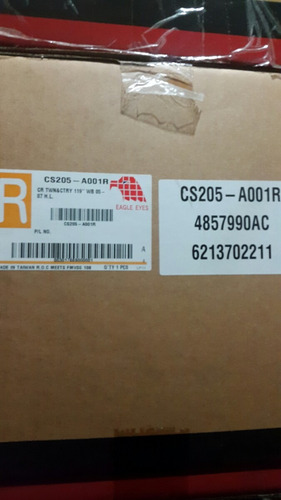 R
CS205-A001R
CR TWN&CTRY 119" WB 05-
07 H.L.
EAGLE EYES
CS205-A001R
P/L NO.
A
MADE IN TAIWAN R.O.C MEETS FMVSS 108 Q'TY 1 PCS
CS205-A001R
4857990AC
6213702211